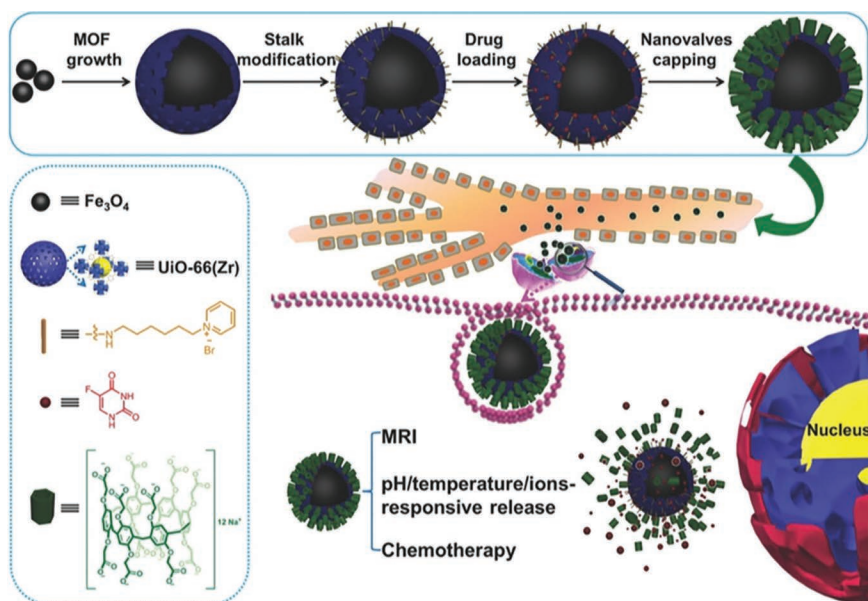 MOF growth
Stalk modification
Drug loading
Nanovalves capping
≡ Fe₃O₄
≡ UiO-66(Zr)
≡
N
H
N
Br
≡
F
O
NH
N
H
O
≡
12 Na⁺
MRI
pH/temperature/ions-
responsive release
Chemotherapy
Nucleus